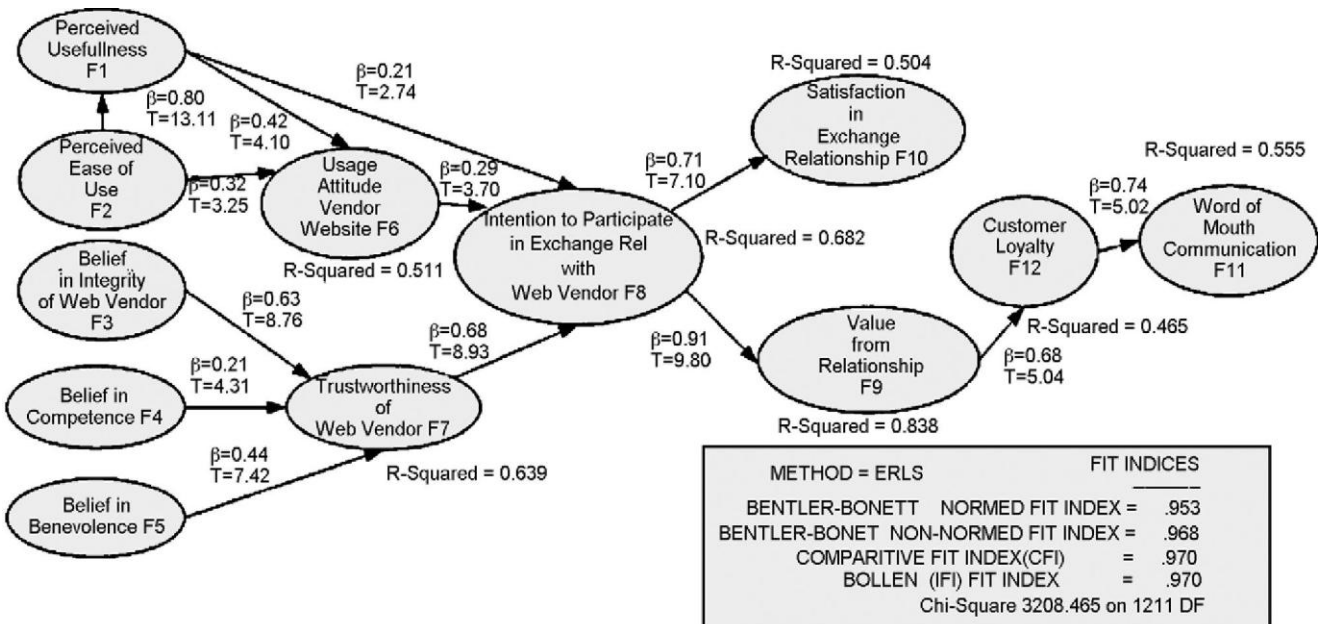 Perceived
Usefullness
F1
β=0.80
T=13.11
Perceived
Ease of
Use
F2
β=0.42
T=4.10
β=0.32
T=3.25
β=0.21
T=2.74
Usage
Attitude
Vendor
Website F6
R-Squared = 0.511
β=0.29
T=3.70
Belief
in Integrity
of Web Vendor
F3
β=0.63
T=8.76
Belief in
Competence F4
β=0.21
T=4.31
Belief in
Benevolence F5
β=0.44
T=7.42
Trustworthiness
of
Web Vendor F7
R-Squared = 0.639
β=0.68
T=8.93
Intention to Participate
in Exchange Rel
with
Web Vendor F8
R-Squared = 0.682
β=0.71
T=7.10
R-Squared = 0.504
Satisfaction
in
Exchange
Relationship F10
β=0.91
T=9.80
Value
from
Relationship
F9
R-Squared = 0.838
β=0.68
T=5.04
Customer
Loyalty
F12
R-Squared = 0.465
β=0.74
T=5.02
R-Squared = 0.555
Word of
Mouth
Communication
F11
METHOD = ERLS FIT INDICES
BENTLER-BONETT NORMED FIT INDEX = .953
BENTLER-BONET NON-NORMED FIT INDEX = .968
COMPARITIVE FIT INDEX(CFI) = .970
BOLLEN (IFI) FIT INDEX = .970
Chi-Square 3208.465 on 1211 DF